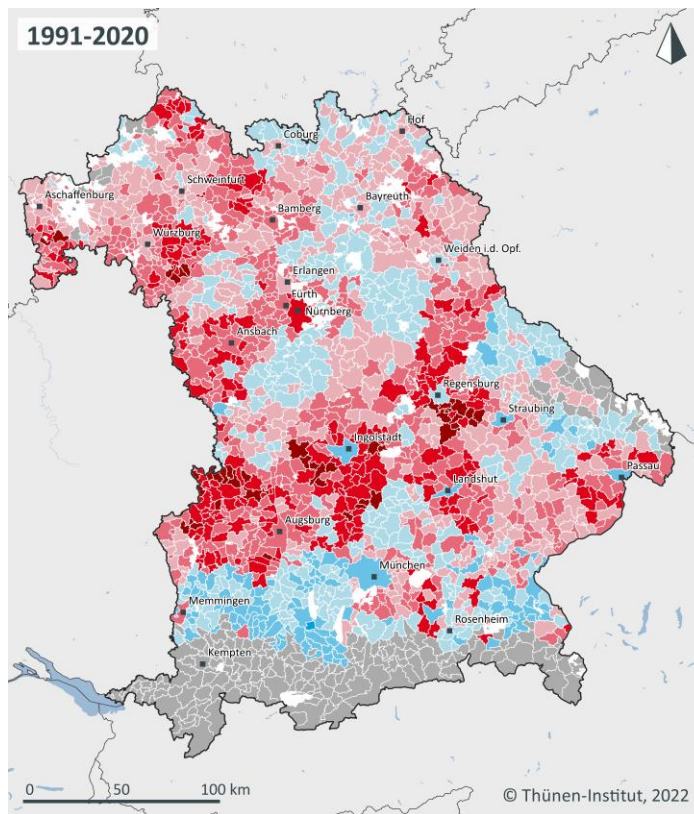 1991-2020
Hof
Coburg
Schweinfurt
Aschaffenburg
Bayreuth
Bamberg
Würzburg
Weiden i.d. Opf.
Erlangen
Fürth
Nürnberg
Ansbach
Regensburg
Straubing
Ingolstadt
Passau
Landshut
Augsburg
München
Memmingen
Rosenheim
Kempten
0 50 100 km
© Thünen-Institut, 2022